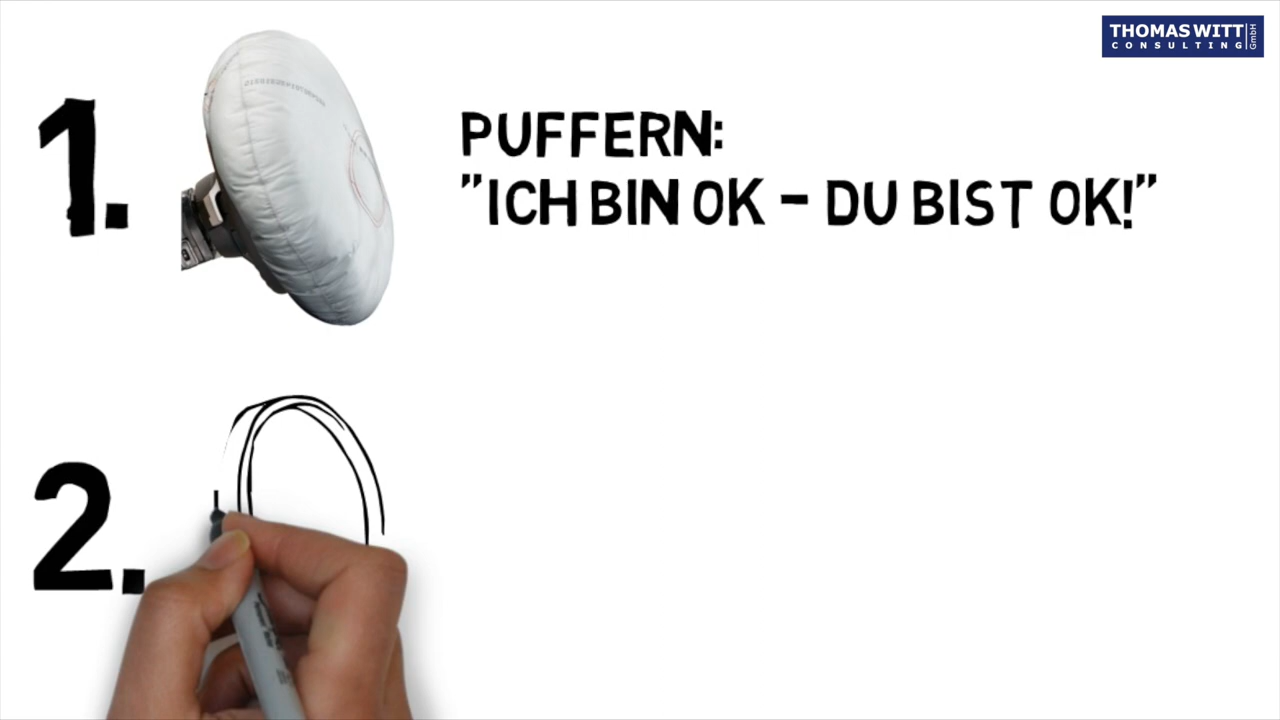 THOMAS WITT
CONSULTING
GmbH
1.
PUFFERN:
"ICH BIN OK – DU BIST OK!"
2.